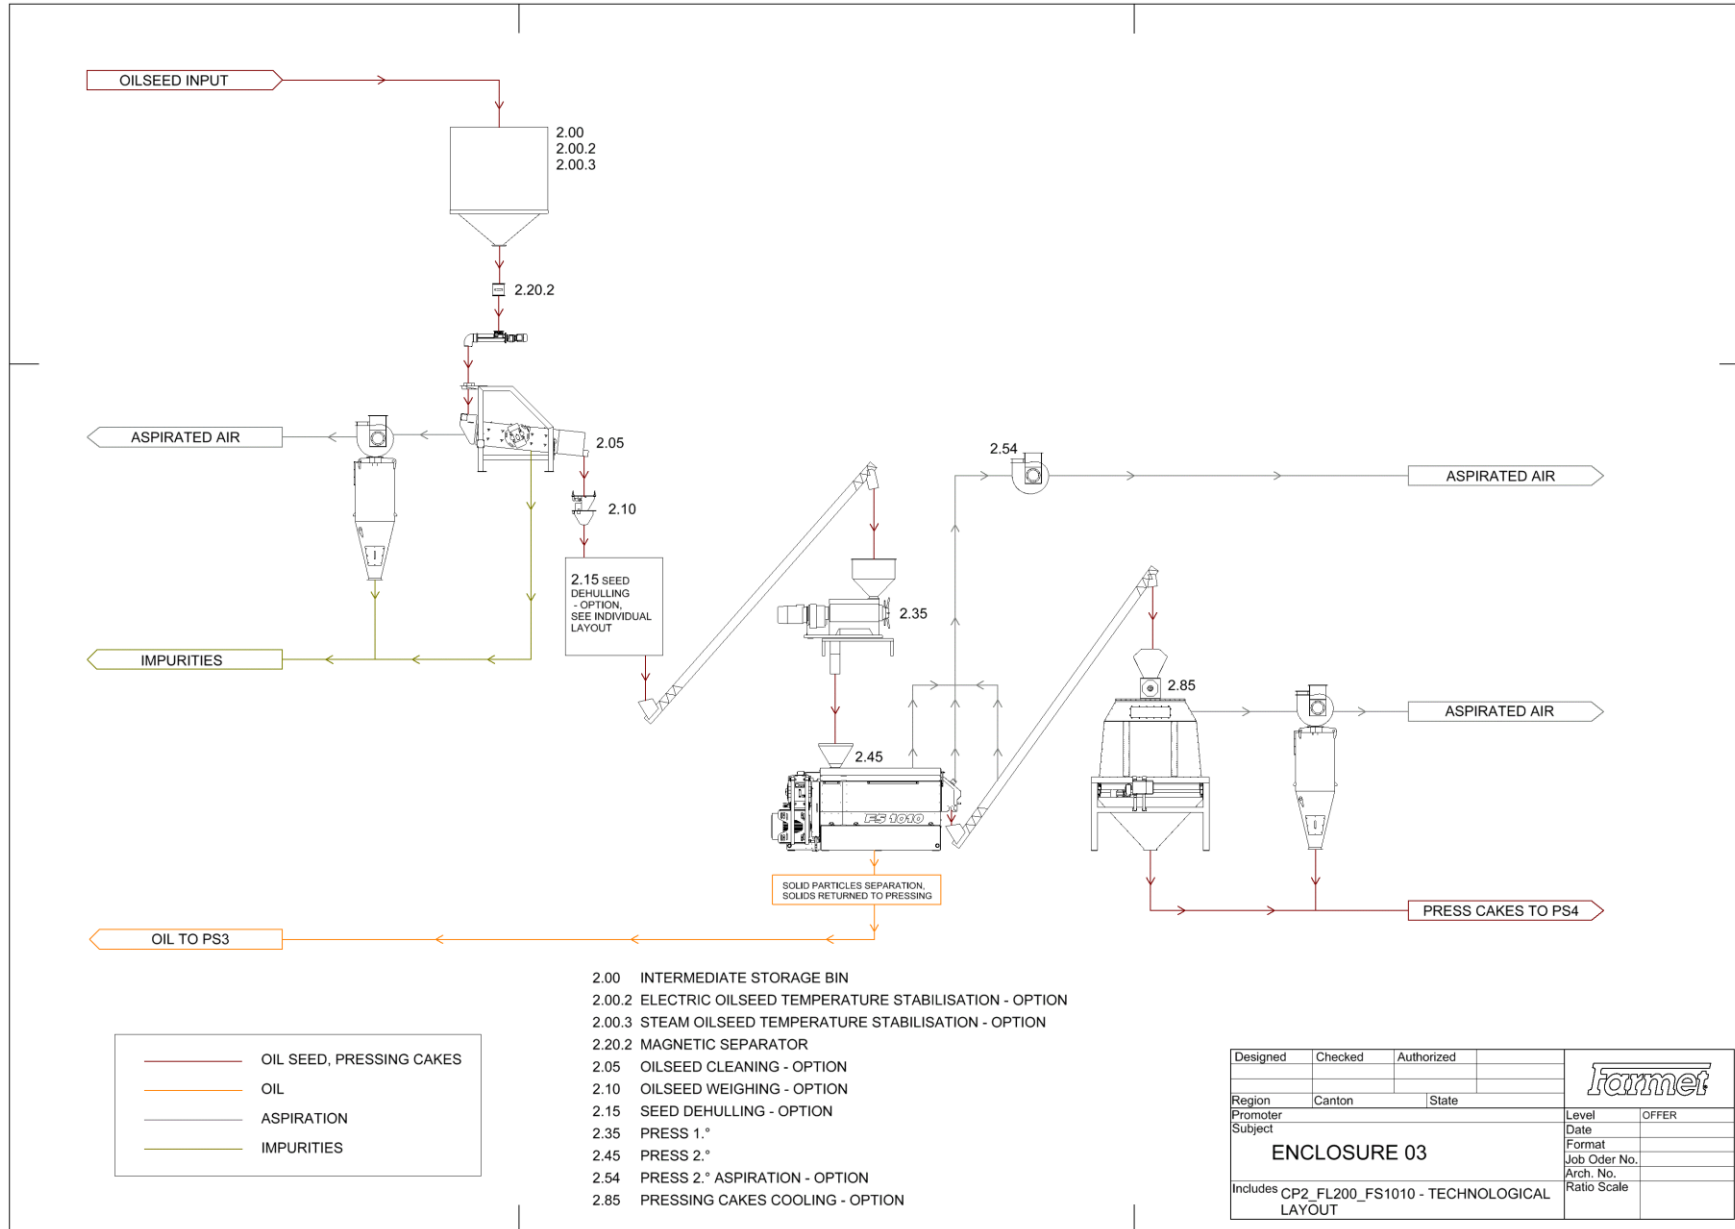 OILSEED INPUT
2.00
2.00.2
2.00.3
2.20.2
ASPIRATED AIR
2.05
2.54
ASPIRATED AIR
2.10
2.15 SEED
DEHULLING
- OPTION,
SEE INDIVIDUAL
LAYOUT
2.35
IMPURITIES
2.85
ASPIRATED AIR
2.45
FS 1010
SOLID PARTICLES SEPARATION,
SOLIDS RETURNED TO PRESSING
PRESS CAKES TO PS4
OIL TO PS3
2.00 INTERMEDIATE STORAGE BIN
2.00.2 ELECTRIC OILSEED TEMPERATURE STABILISATION - OPTION
2.00.3 STEAM OILSEED TEMPERATURE STABILISATION - OPTION
2.20.2 MAGNETIC SEPARATOR
2.05 OILSEED CLEANING - OPTION
2.10 OILSEED WEIGHING - OPTION
2.15 SEED DEHULLING - OPTION
2.35 PRESS 1.°
2.45 PRESS 2.°
2.54 PRESS 2.° ASPIRATION - OPTION
2.85 PRESSING CAKES COOLING - OPTION
OIL SEED, PRESSING CAKES
OIL
ASPIRATION
IMPURITIES
Designed Checked Authorized
Farmet
Region Canton State
Promoter
Level OFFER
Subject
Date
ENCLOSURE 03
Format
Job Oder No.
Arch. No.
Includes CP2_FL200_FS1010 - TECHNOLOGICAL
LAYOUT
Ratio Scale